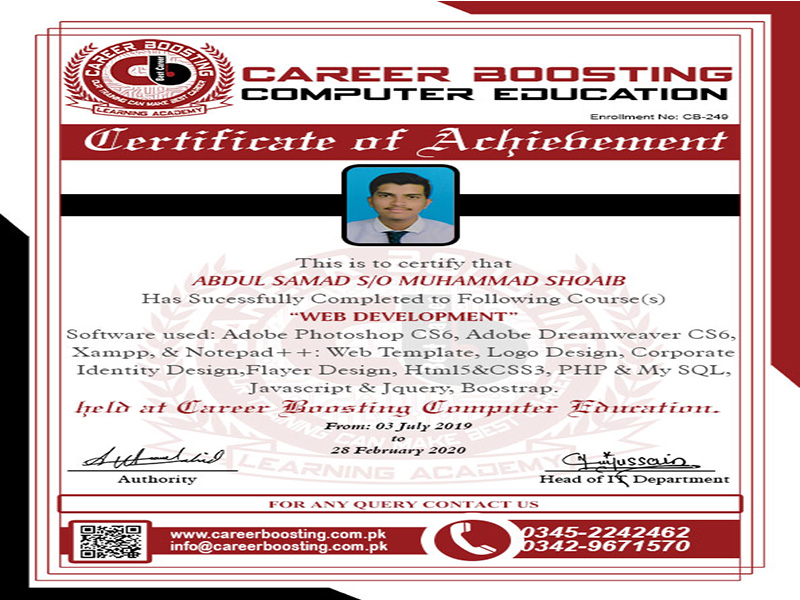 CAREER BOOSTING
OUR TRAINING CAN MAKE BEST CAREER
cb
Best Career
LEARNING ACADEMY
CAREER BOOSTING
COMPUTER EDUCATION
Enrollment No: CB-249
Certificate of Achievement
This is to certify that
ABDUL SAMAD S/O MUHAMMAD SHOAIB
Has Sucessfully Completed to Following Course(s)
“WEB DEVELOPMENT”
Software used: Adobe Photoshop CS6, Adobe Dreamweaver CS6,
Xampp, & Notepad++: Web Template, Logo Design, Corporate
Identity Design,Flayer Design, Html5&CSS3, PHP & My SQL,
Javascript & Jquery, Boostrap.
held at Career Boosting Computer Education.
From: 03 July 2019
to
28 February 2020
LEARNING ACADEMY
Authority
Head of IT Department
FOR ANY QUERY CONTACT US
www.careerboosting.com.pk
info@careerboosting.com.pk
0345-2242462
0342-9671570